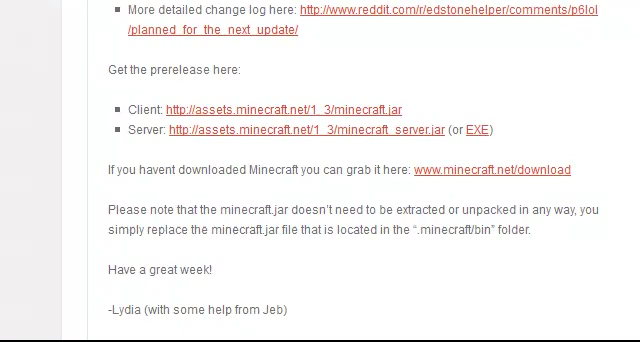 More detailed change log here: http://www.reddit.com/r/edstonehelper/comments/p6lol
/planned_for_the_next_update/
Get the prerelease here:
Client: http://assets.minecraft.net/1_3/minecraft.jar
Server: http://assets.minecraft.net/1_3/minecraft_server.jar (or EXE)
If you havent downloaded Minecraft you can grab it here: www.minecraft.net/download
Please note that the minecraft.jar doesn’t need to be extracted or unpacked in any way, you
simply replace the minecraft.jar file that is located in the “.minecraft/bin” folder.
Have a great week!
-Lydia (with some help from Jeb)